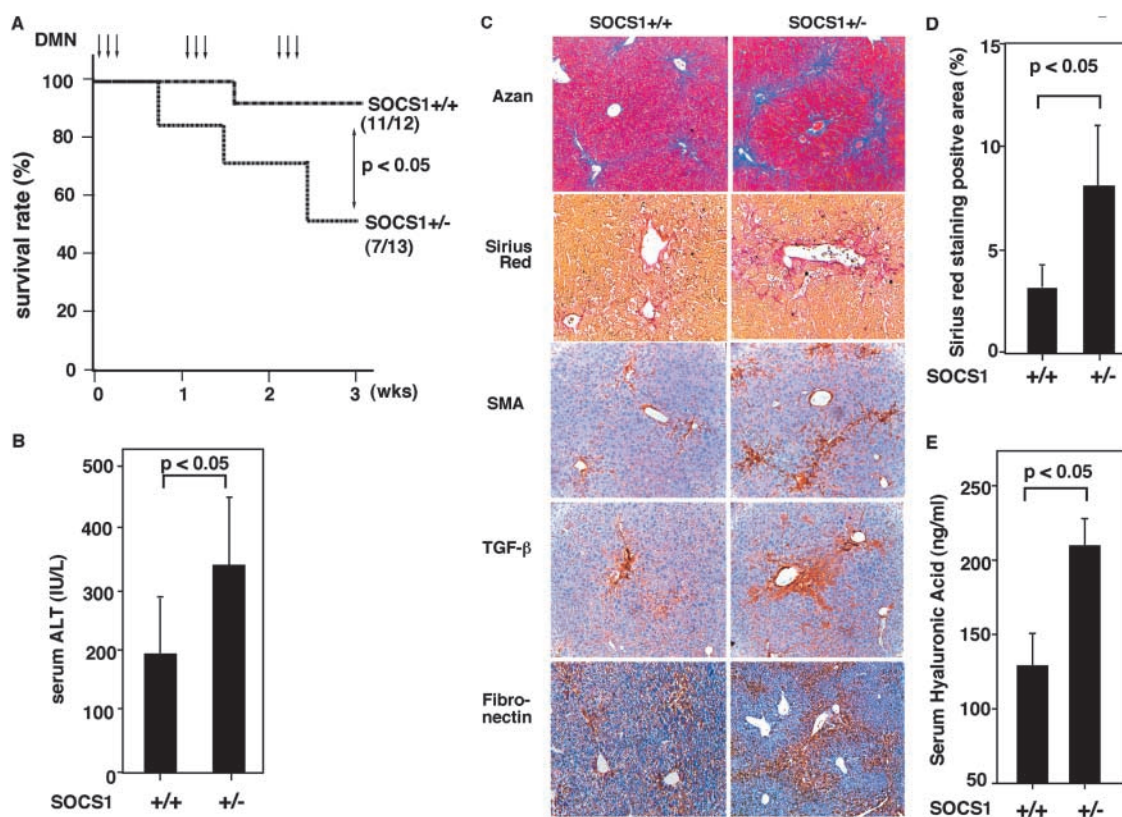 A
DMN
100
80
60
40
20
0
survival rate (%)
SOCS1+/+
(11/12)
p < 0.05
SOCS1+/-
(7/13)
0 1 2 3 (wks)
B
500
400
300
200
100
0
serum ALT (IU/L)
p < 0.05
SOCS1 +/+ +/-
C
SOCS1+/+ SOCS1+/-
Azan
Sirius
Red
SMA
TGF-β
Fibro-
nectin
D
15
10
5
0
Sirius red staining positve area (%)
p < 0.05
SOCS1 +/+ +/-
E
250
200
150
100
50
Serum Hyaluronic Acid (ng/ml)
p < 0.05
SOCS1 +/+ +/-